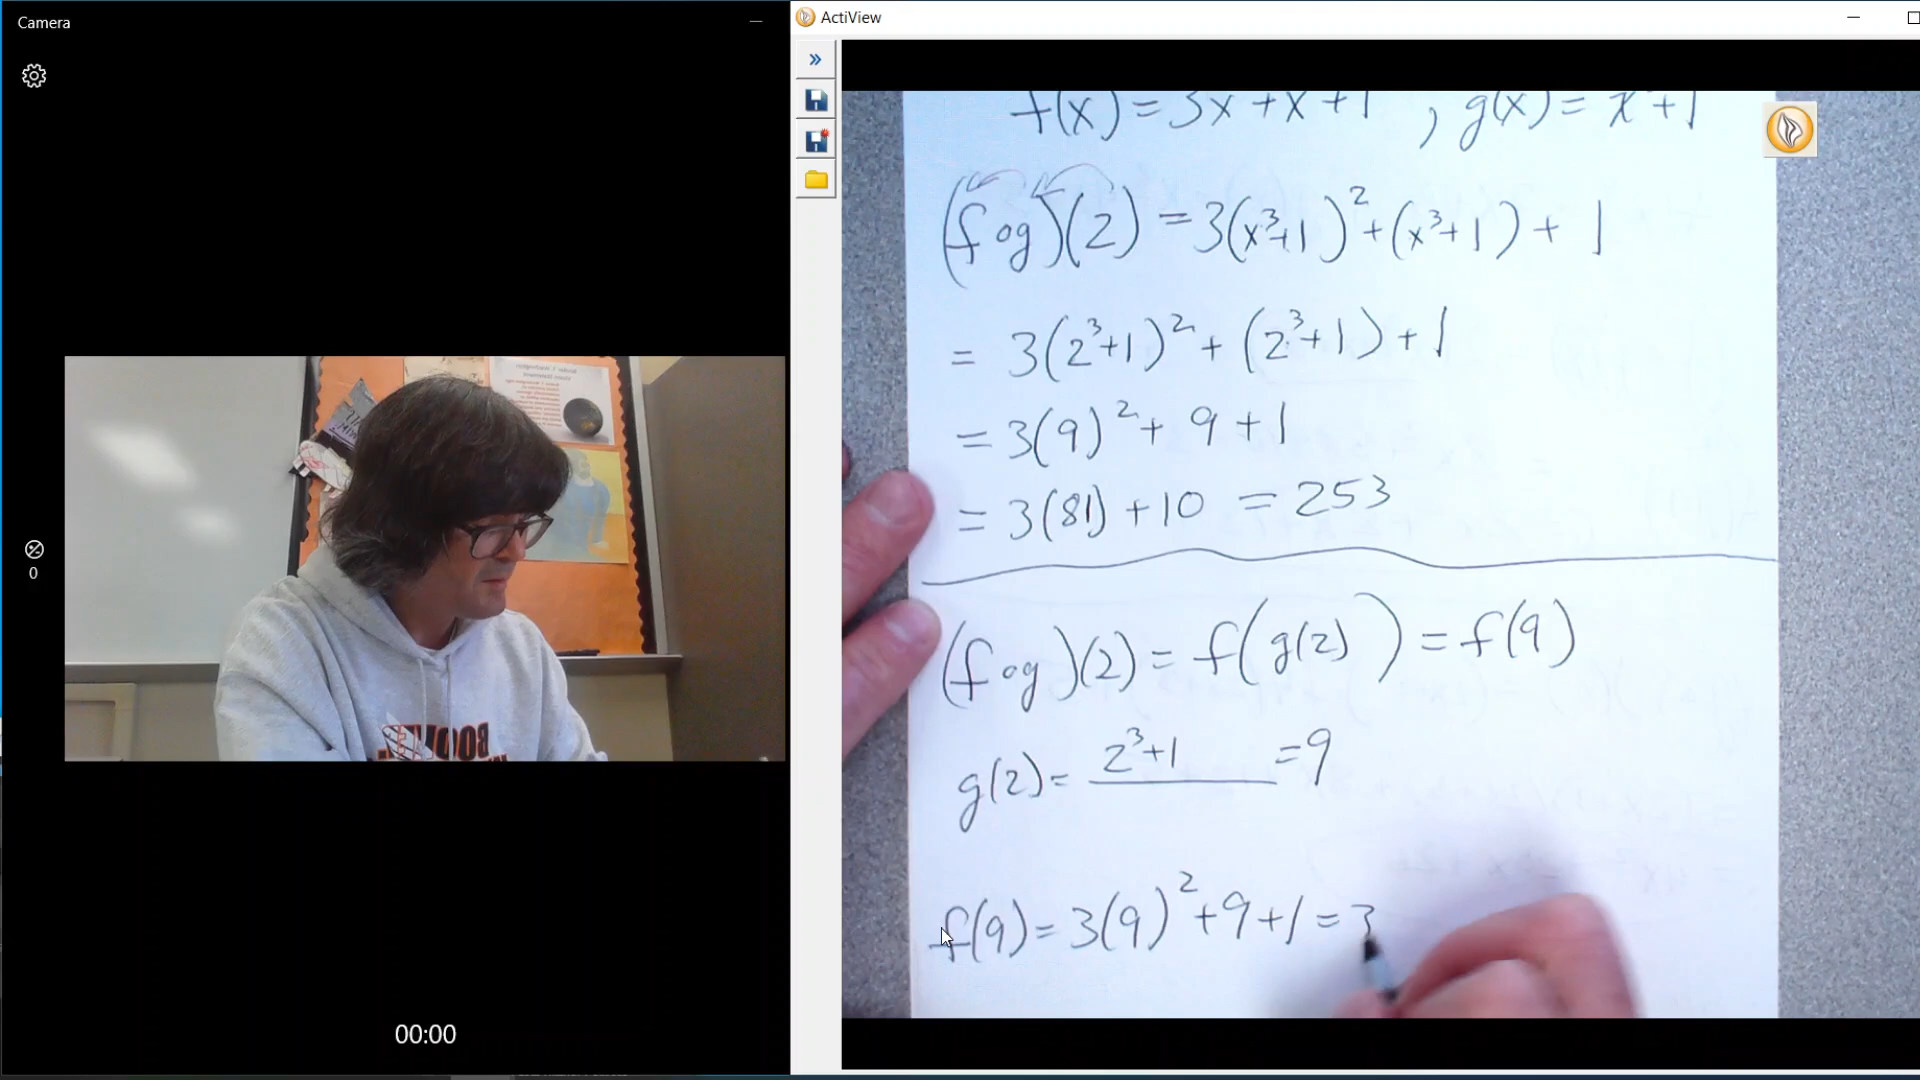 Camera
ActiView
»
f(x) = 3x + x + 1 , g(x) = x + 1
(f∘g)(2) = 3(x³+1)² + (x³+1) + 1
= 3(2³+1)² + (2³+1) + 1
= 3(9)² + 9 + 1
= 3(81) + 10 = 253
(f∘g)(2) = f(g(2)) = f(9)
g(2) = 2³+1 = 9
f(9) = 3(9)² + 9 + 1 = 3
0
00:00